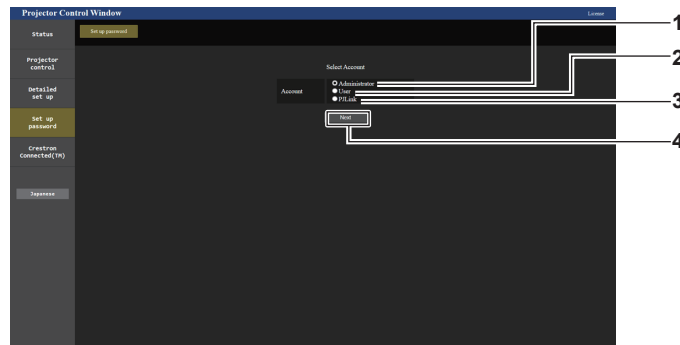 Projector Control Window
License
Status
Set up password
Projector
control
Detailed
set up
Set up
password
Crestron
Connected(TM)
Japanese
Select Account
Account
Administrator
User
PJLink
Next
1
2
3
4